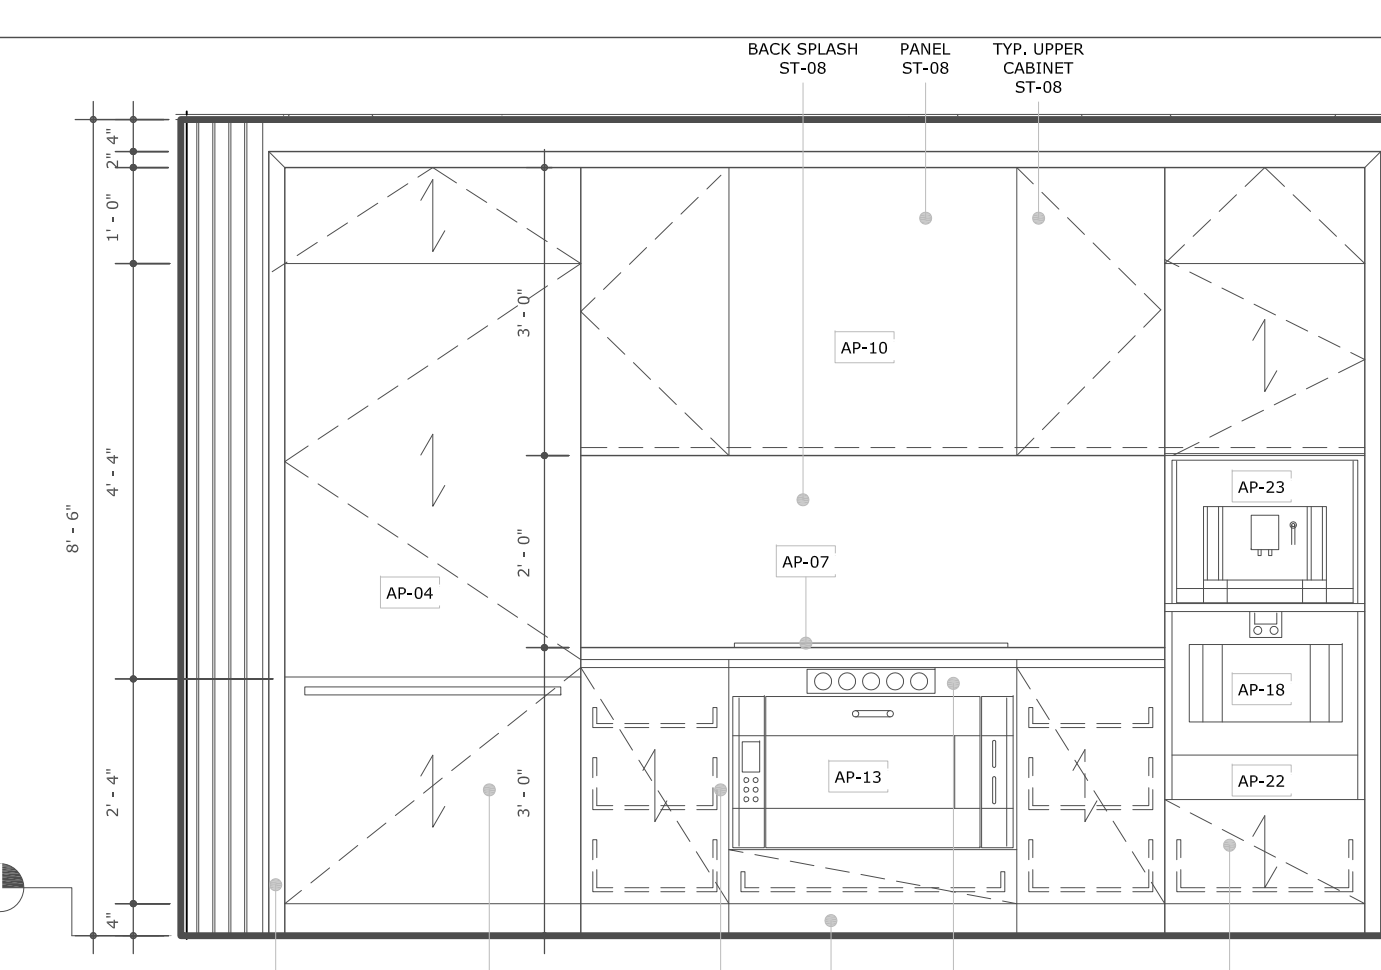 BACK SPLASH
ST-08
PANEL
ST-08
TYP. UPPER
CABINET
ST-08
4"
2"
1' - 0"
3' - 0"
AP-10
4' - 4"
8' - 6"
2' - 0"
AP-23
AP-07
AP-04
AP-18
2' - 4"
3' - 0"
AP-13
AP-22
4"